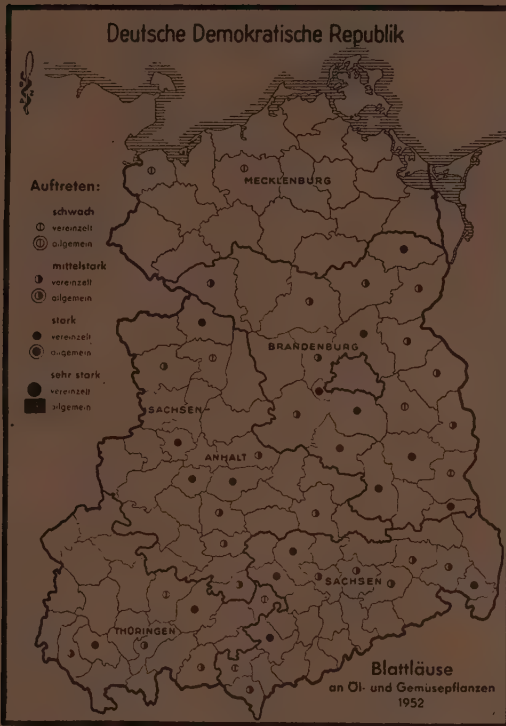 Deutsche Demokratische Republik
MECKLENBURG
Auftreten:
schwach
vereinzelt
allgemein
mittelstark
vereinzelt
allgemein
stark
vereinzelt
allgemein
sehr stark
vereinzelt
allgemein
BRANDENBURG
SACHSEN-
ANHALT
SACHSEN
THÜRINGEN
Blattläuse
an Öl- und Gemüsepflanzen
1952